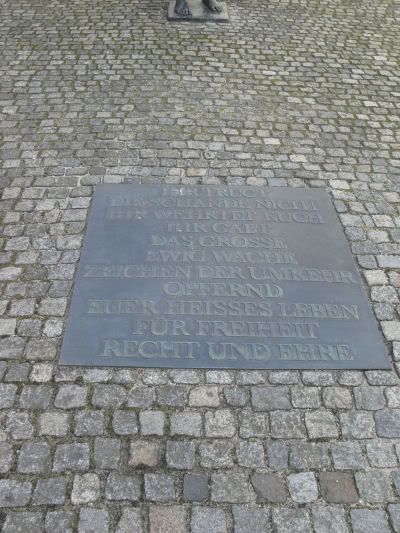 IHR TRUGT
DIE SCHANDE NICHT
IHR WEHRTET EUCH
IHR GABT
DAS GROSSE
EWIG WACHE
ZEICHEN DER UMKEHR
OPFERND
EUER HEISSES LEBEN
FÜR FREIHEIT
RECHT UND EHRE